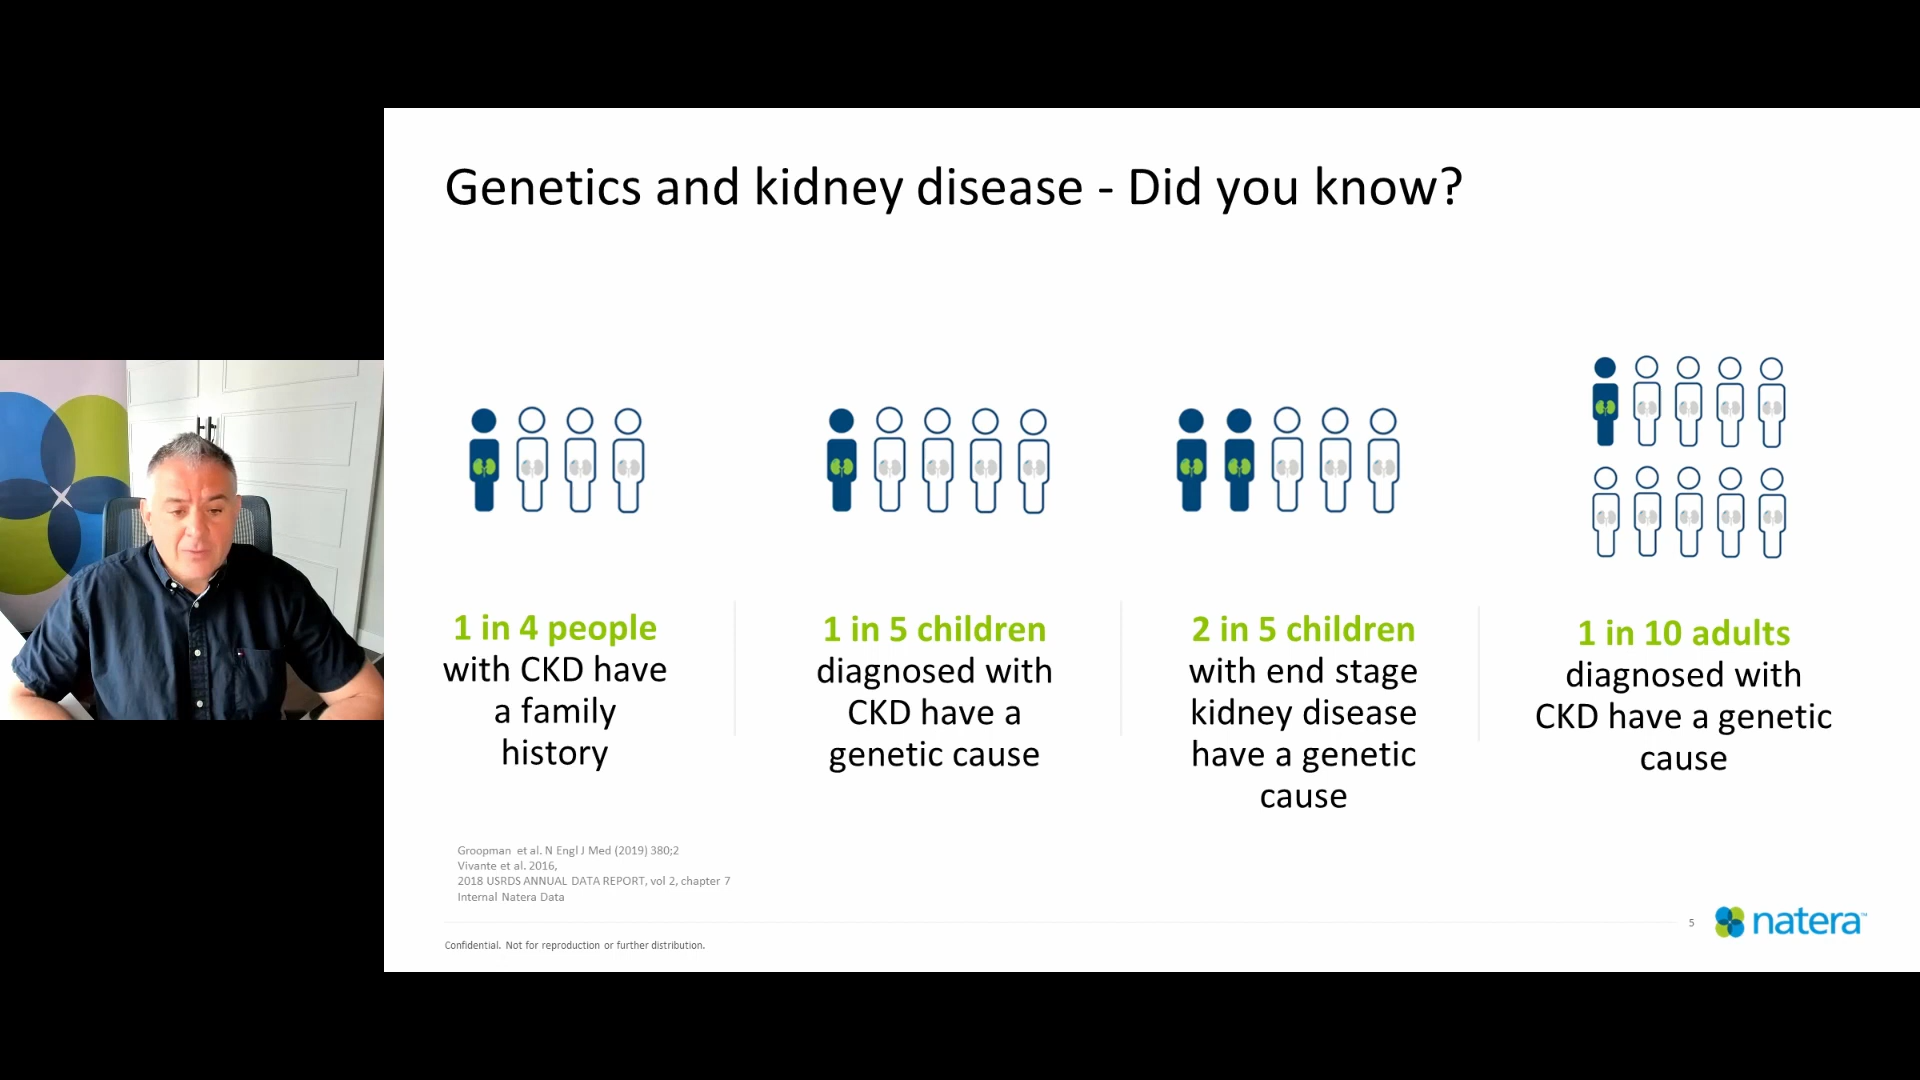 Genetics and kidney disease - Did you know?
1 in 4 people
with CKD have
a family
history
1 in 5 children
diagnosed with
CKD have a
genetic cause
2 in 5 children
with end stage
kidney disease
have a genetic
cause
1 in 10 adults
diagnosed with
CKD have a genetic
cause
Groopman et al. N Engl J Med (2019) 380;2
Vivante et al. 2016,
2018 USRDS ANNUAL DATA REPORT, vol 2, chapter 7
Internal Natera Data
5
natera™
Confidential. Not for reproduction or further distribution.